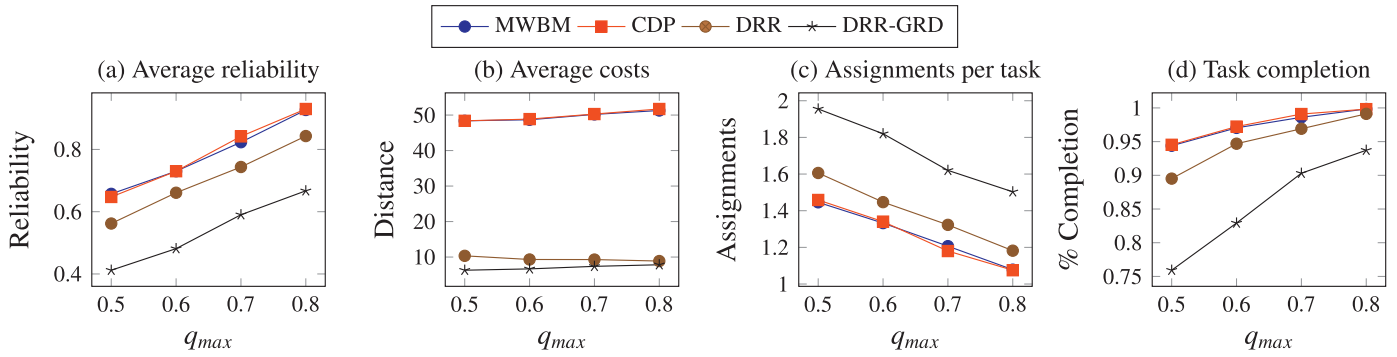 MWBM CDP DRR DRR-GRD
(a) Average reliability
Reliability
0.8
0.6
0.4
0.5 0.6 0.7 0.8
q_max
(b) Average costs
Distance
50
40
30
20
10
0.5 0.6 0.7 0.8
q_max
(c) Assignments per task
Assignments
2
1.8
1.6
1.4
1.2
1
0.5 0.6 0.7 0.8
q_max
(d) Task completion
% Completion
1
0.95
0.9
0.85
0.8
0.75
0.5 0.6 0.7 0.8
q_max